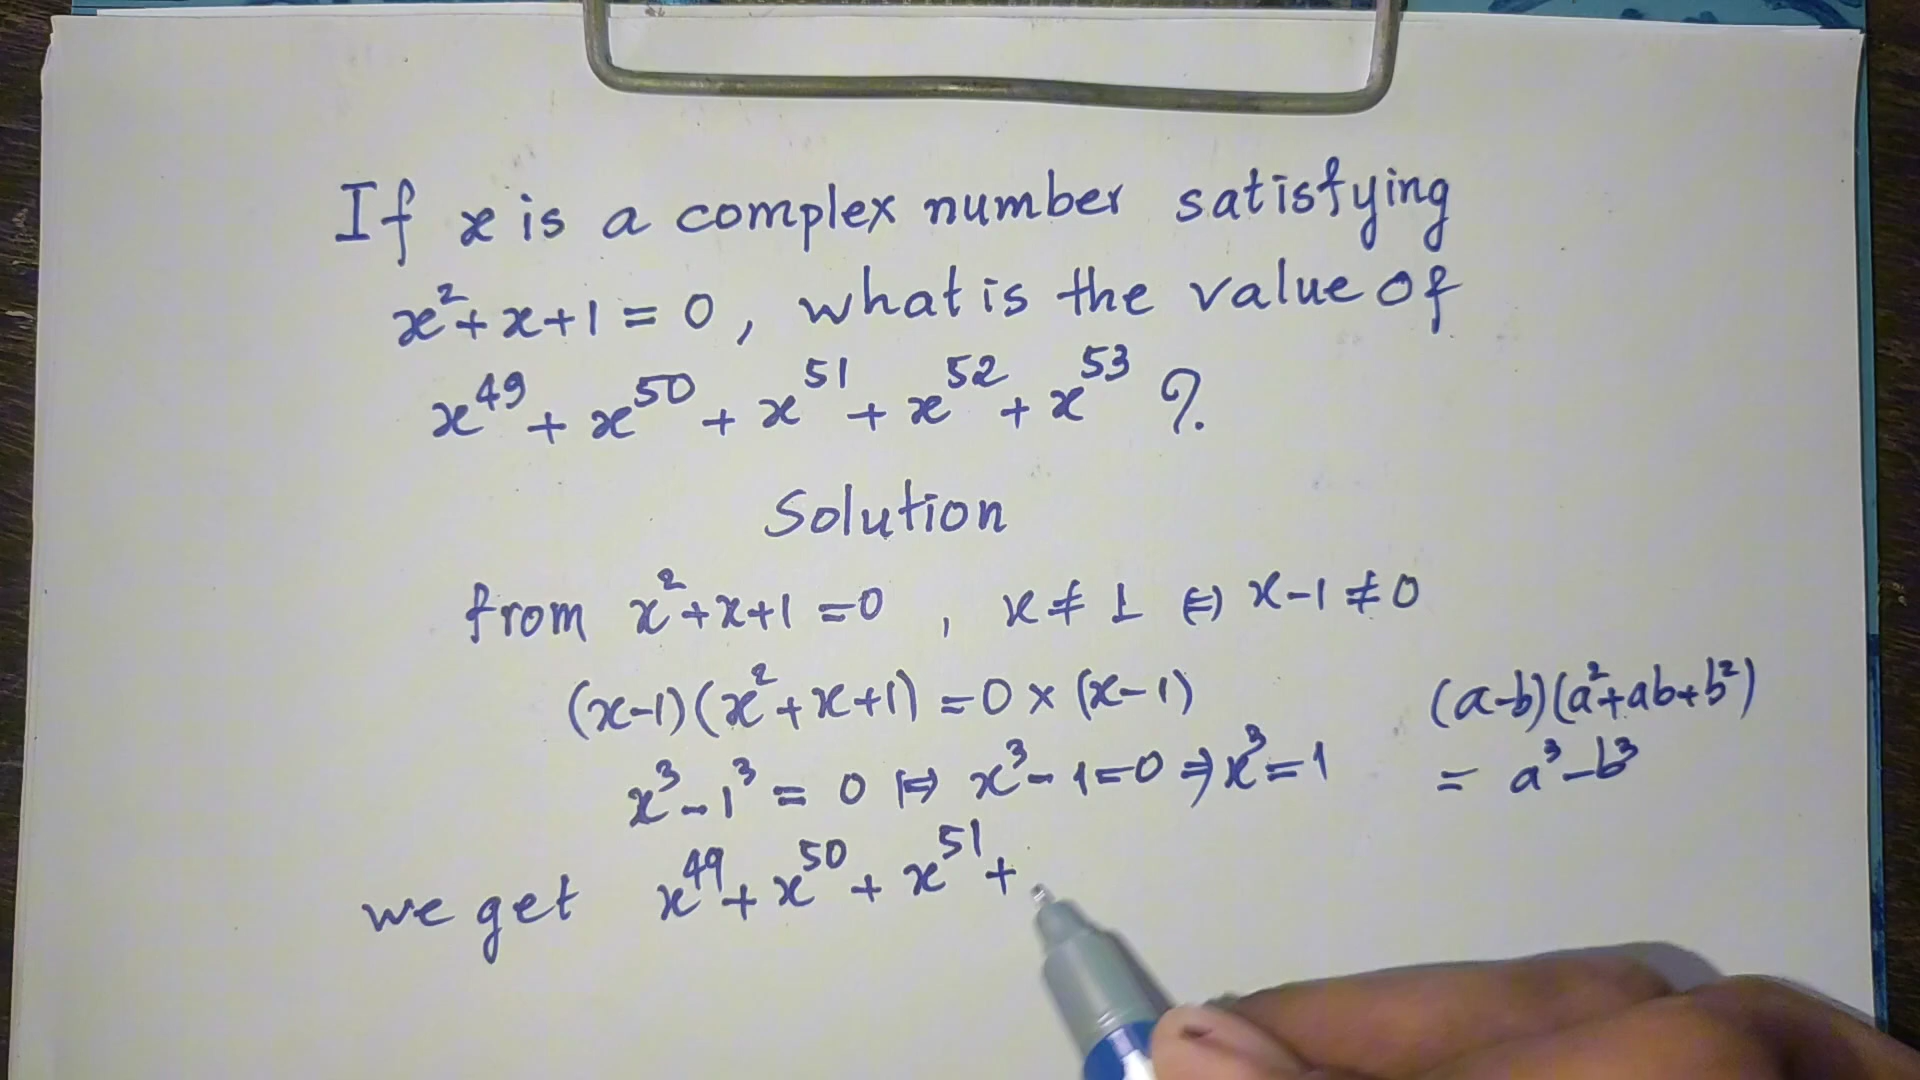 If x is a complex number satisfying
x²+x+1=0, what is the value of
x⁴⁹+x⁵⁰+x⁵¹+x⁵²+x⁵³ ?
Solution
from x²+x+1=0, x≠1 ⇔ x-1≠0
(x-1)(x²+x+1)=0×(x-1)
(a-b)(a²+ab+b²)
x³-1³=0 ⇔ x³-1=0 ⇒ x³=1
= a³-b³
we get x⁴⁹+x⁵⁰+x⁵¹+